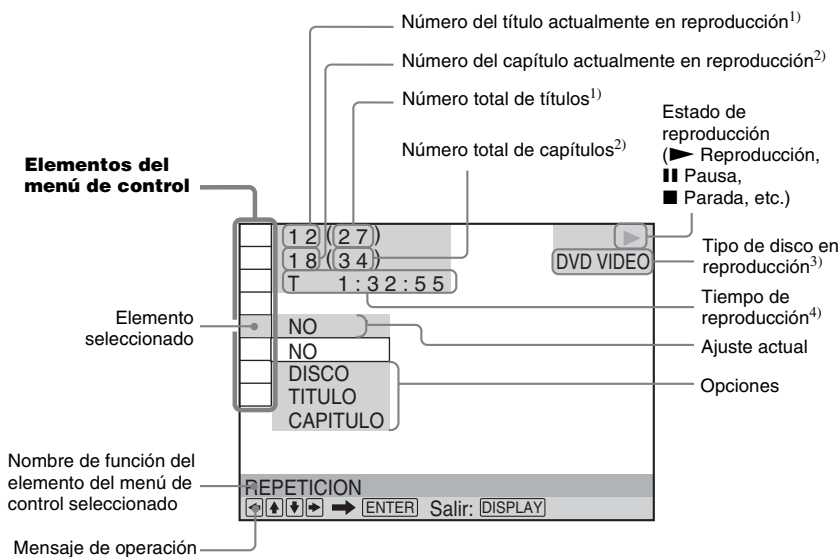 Número del título actualmente en reproducción1)
Número del capítulo actualmente en reproducción2)
Número total de títulos1)
Número total de capítulos2)
Estado de
reproducción
(▶ Reproducción,
⏸ Pausa,
■ Parada, etc.)
Elementos del
menú de control
12(27)
18(34)
T 1:32:55
▶
DVD VIDEO
Tipo de disco en
reproducción3)
Tiempo de
reproducción4)
Elemento
seleccionado
NO
Ajuste actual
NO
DISCO
TITULO
CAPITULO
Opciones
Nombre de función del
elemento del menú de
control seleccionado
REPETICION
←↑↓→ ➡ ENTER Salir: DISPLAY
Mensaje de operación